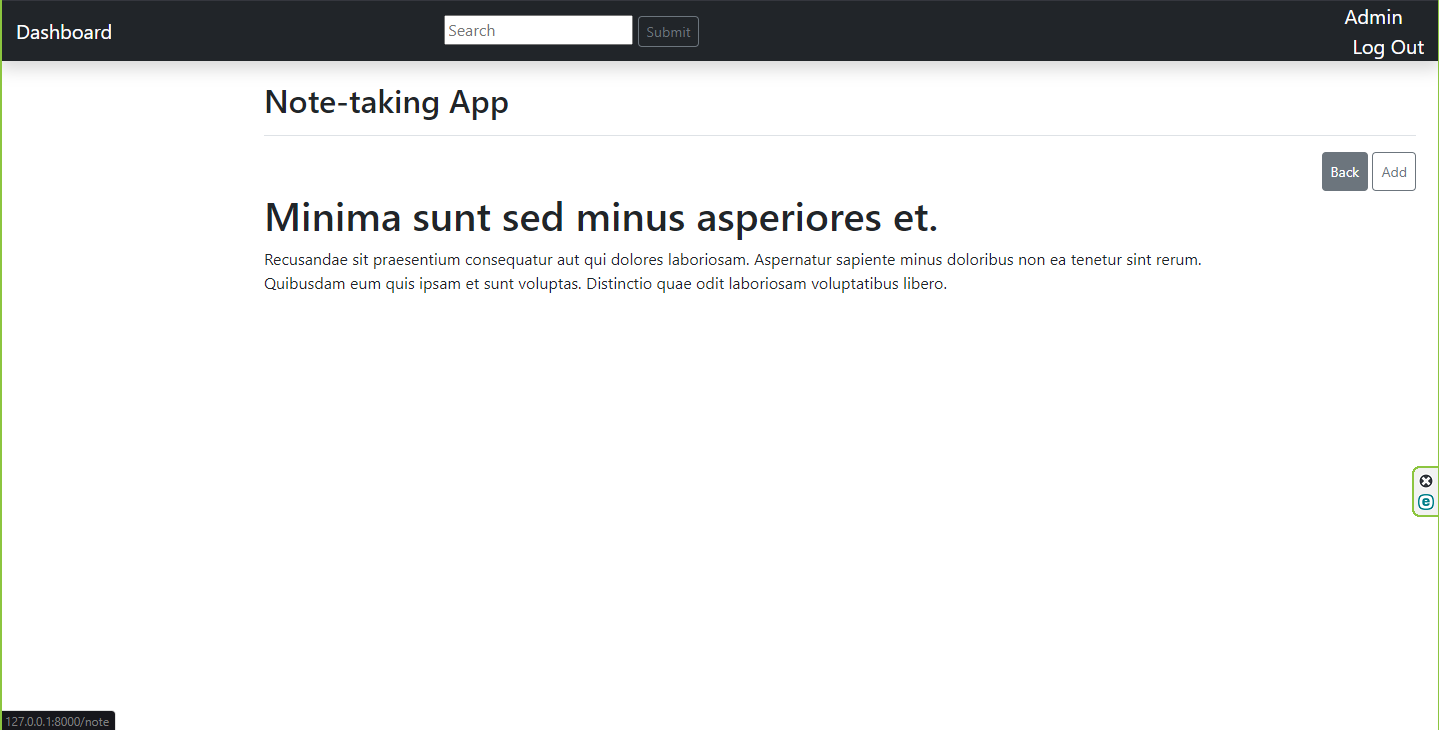 Dashboard
Search
Submit
Admin
Log Out
Note-taking App
Back
Add
Minima sunt sed minus asperiores et.
Recusandae sit praesentium consequatur aut qui dolores laboriosam. Aspernatur sapiente minus doloribus non ea tenetur sint rerum.
Quibusdam eum quis ipsam et sunt voluptas. Distinctio quae odit laboriosam voluptatibus libero.
e
127.0.0.1:8000/note